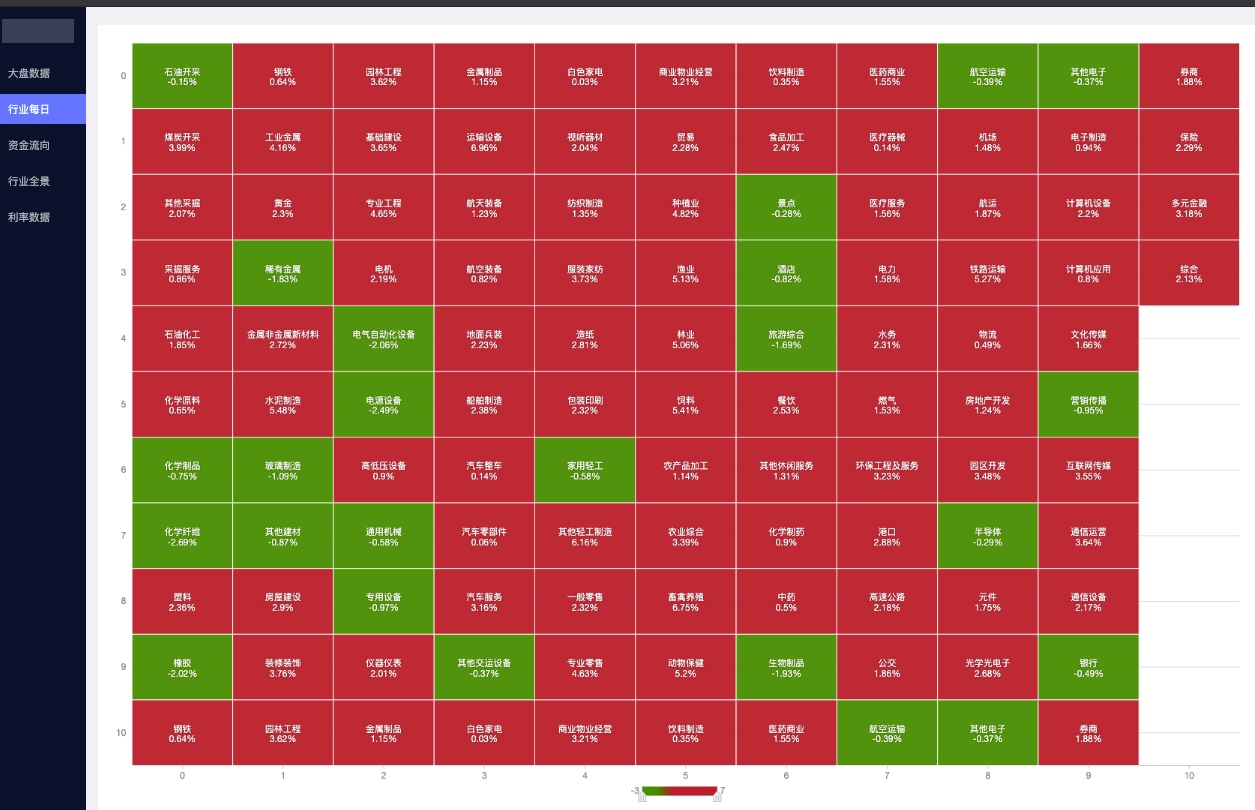 大盘数据
行业每日
资金流向
行业全景
利率数据
0
石油开采
-0.15%
钢铁
0.64%
园林工程
3.62%
金属制品
1.15%
白色家电
0.03%
商业物业经营
3.21%
饮料制造
0.35%
医药商业
1.55%
航空运输
-0.39%
其他电子
-0.37%
券商
1.88%
1
煤炭开采
3.99%
工业金属
4.16%
基础建设
3.65%
运输设备
6.96%
视听器材
2.04%
贸易
2.28%
食品加工
2.47%
医疗器械
0.14%
机场
1.48%
电子制造
0.94%
保险
2.29%
2
其他采掘
2.07%
黄金
2.3%
专业工程
4.65%
航天装备
1.23%
纺织制造
1.35%
种植业
4.82%
景点
-0.28%
医疗服务
1.56%
航运
1.87%
计算机设备
2.2%
多元金融
3.18%
3
采掘服务
0.86%
稀有金属
-1.83%
电机
2.19%
航空装备
0.82%
服装家纺
3.73%
渔业
5.13%
酒店
-0.82%
电力
1.58%
铁路运输
5.27%
计算机应用
0.8%
综合
2.13%
4
石油化工
1.85%
金属非金属新材料
2.72%
电气自动化设备
-2.06%
地面兵装
2.23%
造纸
2.81%
林业
5.06%
旅游综合
-1.69%
水务
2.31%
物流
0.49%
文化传媒
1.66%
5
化学原料
0.65%
水泥制造
5.48%
电源设备
-2.49%
船舶制造
2.38%
包装印刷
2.32%
饲料
5.41%
餐饮
2.53%
燃气
1.53%
房地产开发
1.24%
营销传播
-0.95%
6
化学制品
-0.75%
玻璃制造
-1.09%
高低压设备
0.9%
汽车整车
0.14%
家用轻工
-0.58%
农产品加工
1.14%
其他休闲服务
1.31%
环保工程及服务
3.23%
园区开发
3.48%
互联网传媒
3.55%
7
化学纤维
-2.69%
其他建材
-0.87%
通用机械
-0.58%
汽车零部件
0.06%
其他轻工制造
6.16%
农业综合
3.39%
化学制药
0.9%
港口
2.88%
半导体
-0.29%
通信运营
3.64%
8
塑料
2.36%
房屋建设
2.9%
专用设备
-0.97%
汽车服务
3.16%
一般零售
2.32%
畜禽养殖
6.75%
中药
0.5%
高速公路
2.18%
元件
1.75%
通信设备
2.17%
9
橡胶
-2.02%
装修装饰
3.76%
仪器仪表
2.01%
其他交运设备
-0.37%
专业零售
4.63%
动物保健
5.2%
生物制品
-1.93%
公交
1.86%
光学光电子
2.68%
银行
-0.49%
10
钢铁
0.64%
园林工程
3.62%
金属制品
1.15%
白色家电
0.03%
商业物业经营
3.21%
饮料制造
0.35%
医药商业
1.55%
航空运输
-0.39%
其他电子
-0.37%
券商
1.88%
0 1 2 3 4 5 6 7 8 9 10
-3 7